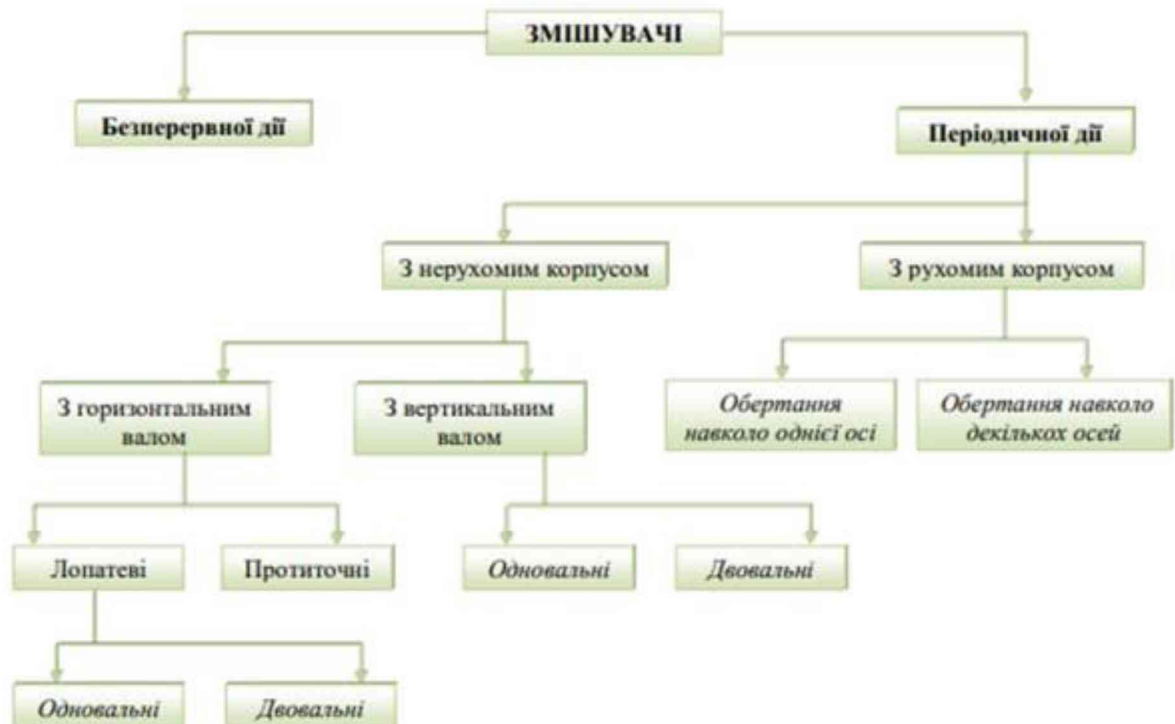 ЗМІШУВАЧІ
Безперервної дії
Періодичної дії
З нерухомим корпусом
З рухомим корпусом
З горизонтальним
валом
З вертикальним
валом
Обертання
навколо однієї осі
Обертання навколо
декількох осей
Лопатеві
Протиточні
Одновальні
Двовальні
Одновальні
Двовальні